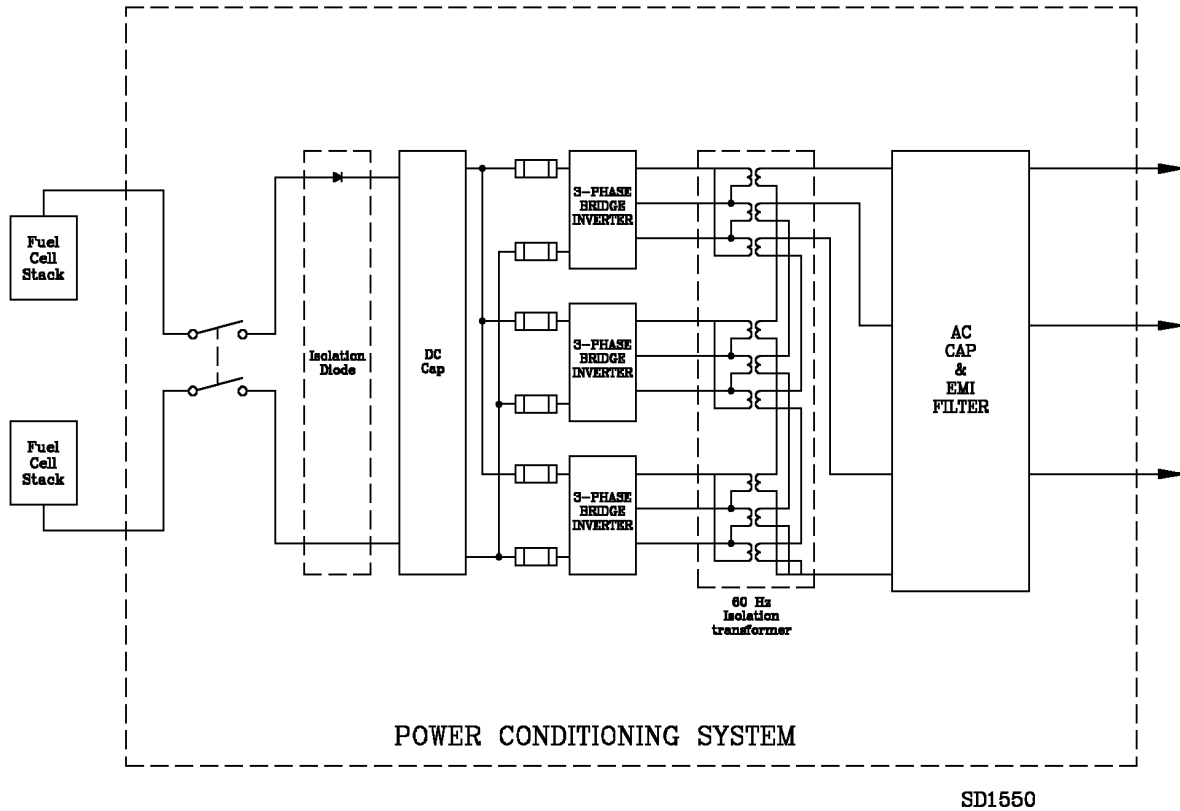 Fuel
Cell
Stack
Fuel
Cell
Stack
Isolation
Diode
DC
Cap
3-PHASE
BRIDGE
INVERTER
3-PHASE
BRIDGE
INVERTER
3-PHASE
BRIDGE
INVERTER
60 Hz
Isolation
transformer
AC
CAP
&
EMI
FILTER
POWER CONDITIONING SYSTEM
SD1550